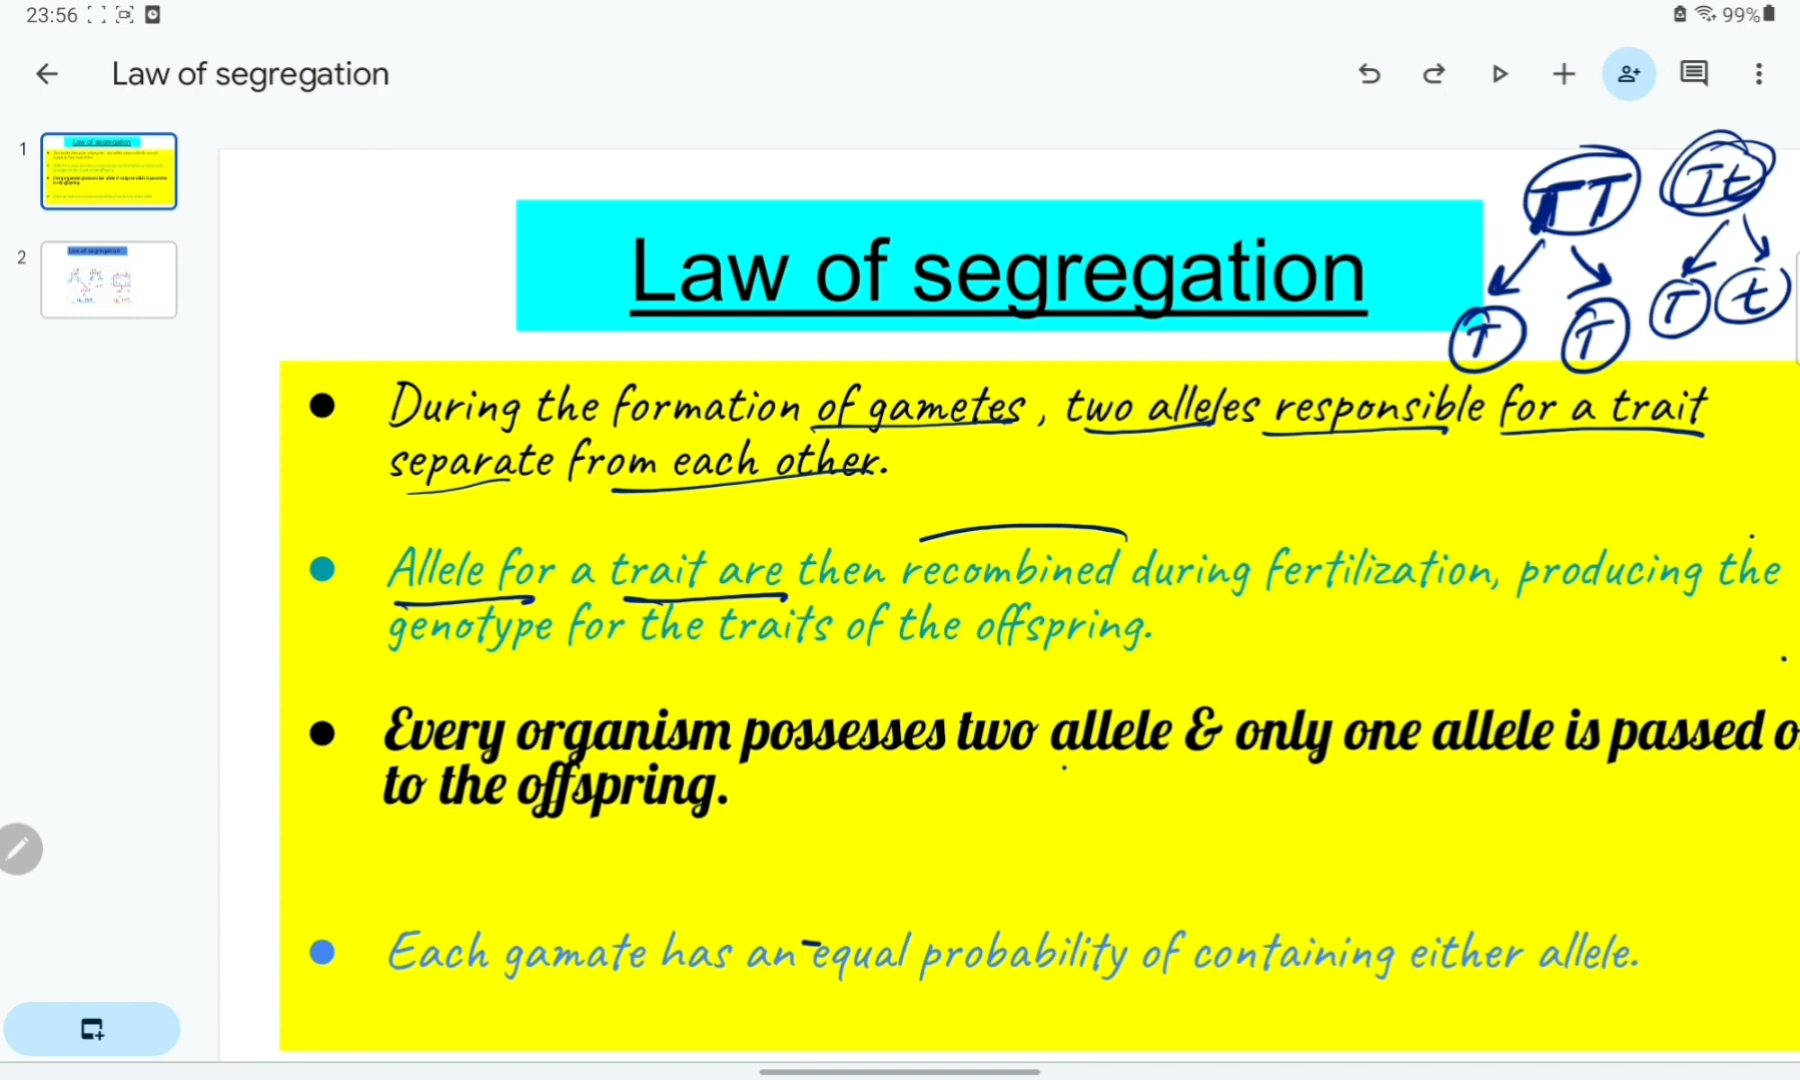 23:56
99%
Law of segregation
1
2
Law of segregation
TT
Tt
T
T
T
t
During the formation of gametes , two alleles responsible for a trait
separate from each other.
Allele for a trait are then recombined during fertilization, producing the
genotype for the traits of the offspring.
Every organism possesses two allele & only one allele is passed o
to the offspring.
Each gamate has an equal probability of containing either allele.